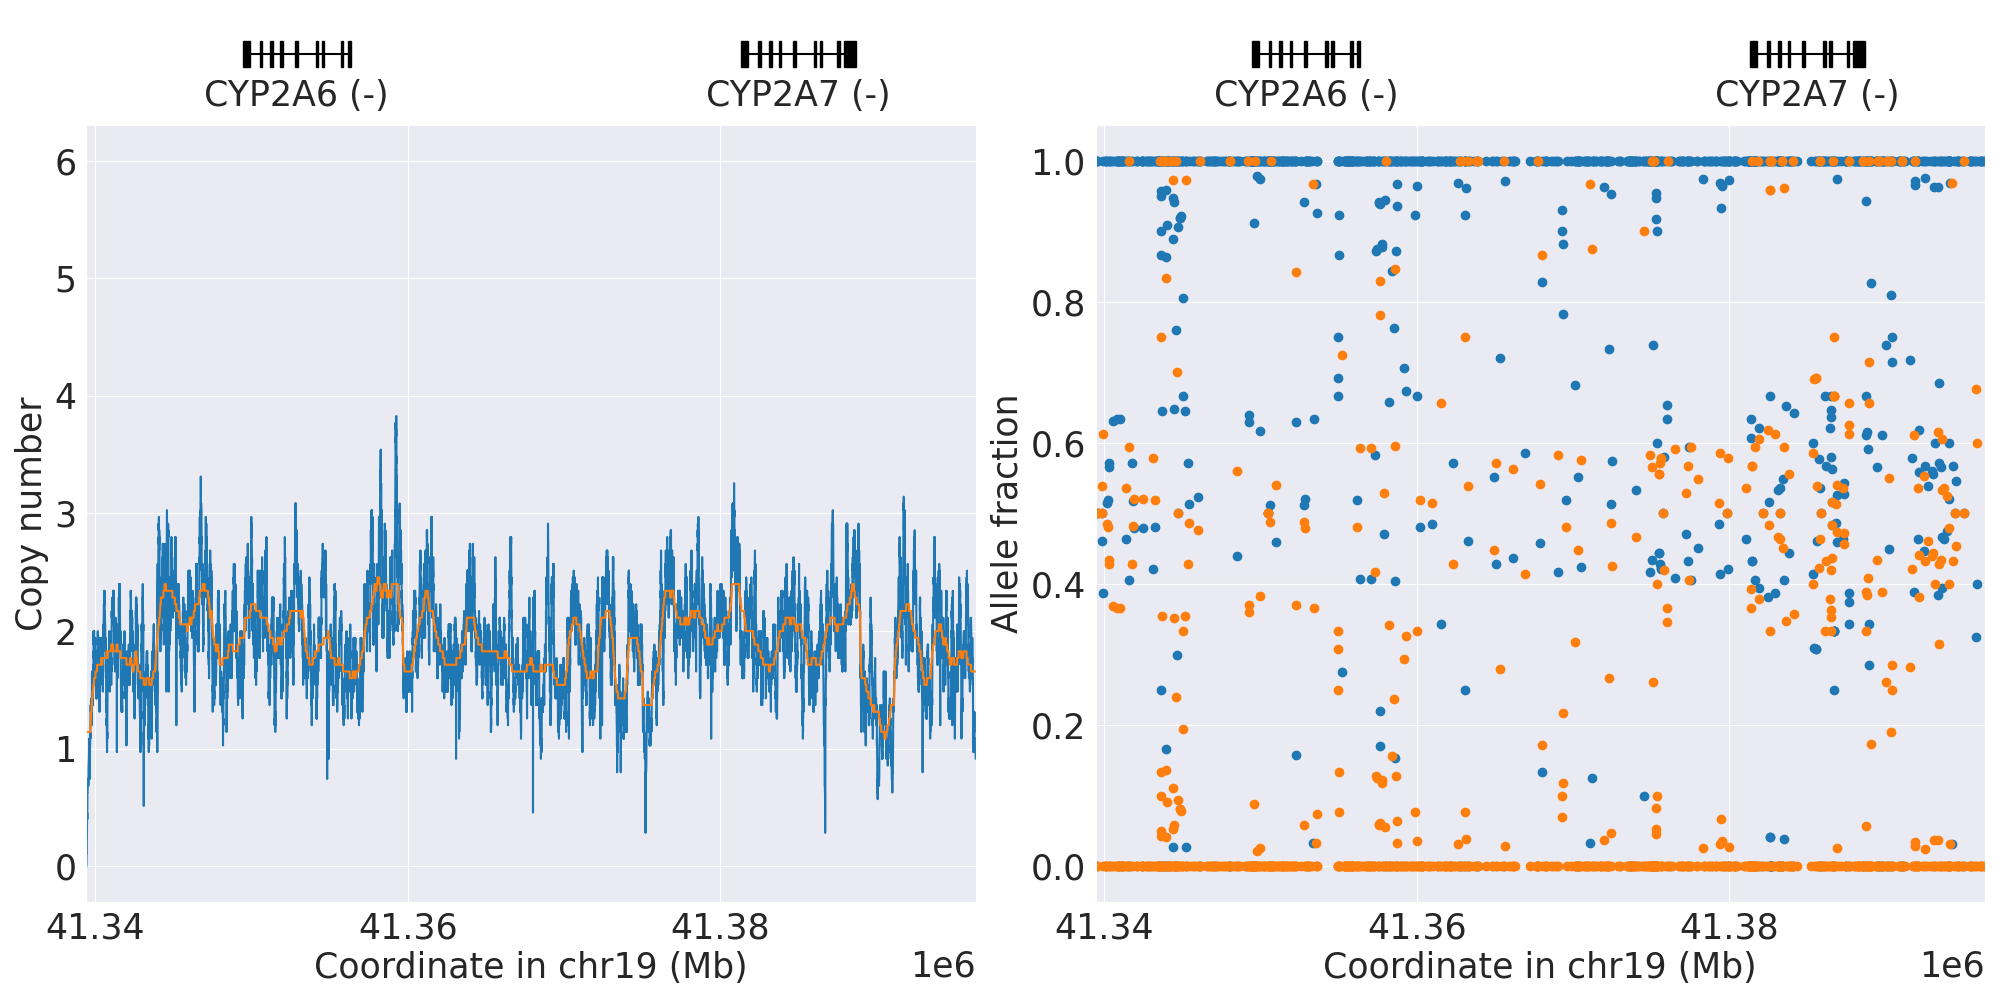 CYP2A6 (-)
CYP2A7 (-)
6
5
4
3
2
1
0
Copy number
41.34
41.36
41.38
Coordinate in chr19 (Mb)
1e6
CYP2A6 (-)
CYP2A7 (-)
1.0
0.8
0.6
0.4
0.2
0.0
Allele fraction
41.34
41.36
41.38
Coordinate in chr19 (Mb)
1e6